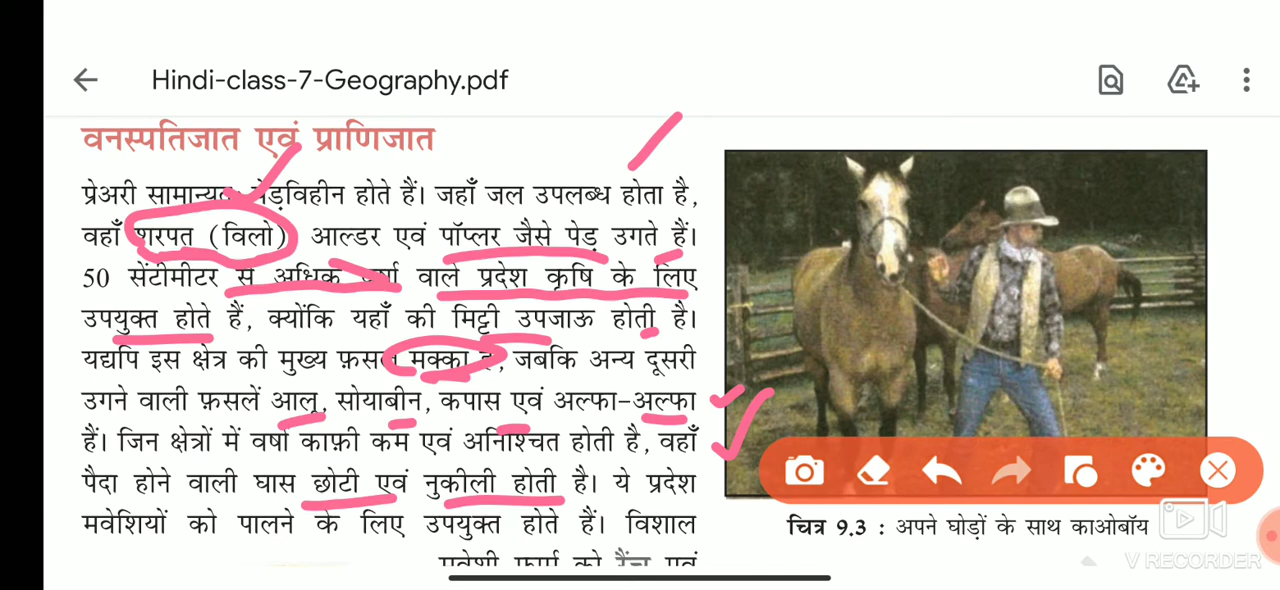 Hindi-class-7-Geography.pdf
वनस्पतिजात एवं प्राणिजात
प्रेअरी सामान्यतः पेड़विहीन होते हैं। जहाँ जल उपलब्ध होता है,
वहाँ शरपत (विलो) आल्डर एवं पॉप्लर जैसे पेड़ उगते हैं।
50 सेंटीमीटर से अधिक वर्षा वाले प्रदेश कृषि के लिए
उपयुक्त होते हैं, क्योंकि यहाँ की मिट्टी उपजाऊ होती है।
यद्यपि इस क्षेत्र की मुख्य फ़सल मक्का है, जबकि अन्य दूसरी
उगने वाली फ़सलें आलू, सोयाबीन, कपास एवं अल्फा-अल्फा
हैं। जिन क्षेत्रों में वर्षा काफ़ी कम एवं अनिश्चित होती है, वहाँ
पैदा होने वाली घास छोटी एवं नुकीली होती है। ये प्रदेश
मवेशियों को पालने के लिए उपयुक्त होते हैं। विशाल
मवेशी फार्म को रैंच एवं
चित्र 9.3 : अपने घोड़ों के साथ काओबॉय
V RECORDER